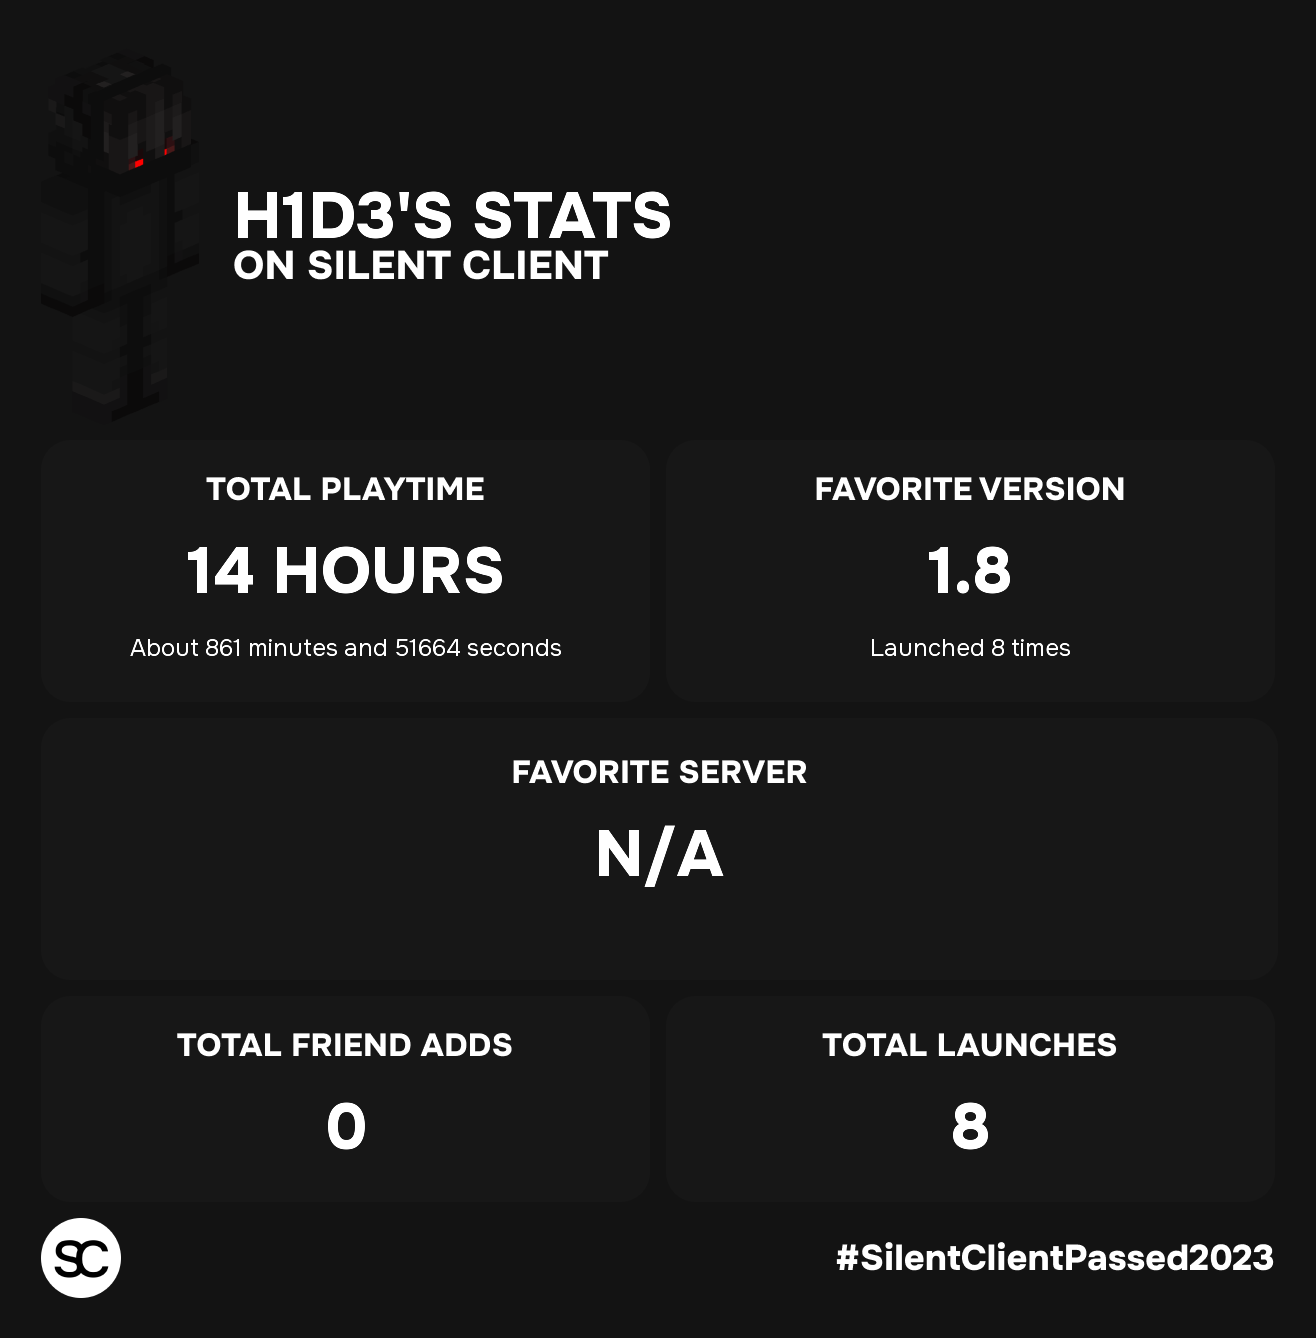 H1D3'S STATS
ON SILENT CLIENT
TOTAL PLAYTIME
14 HOURS
About 861 minutes and 51664 seconds
FAVORITE VERSION
1.8
Launched 8 times
FAVORITE SERVER
N/A
TOTAL FRIEND ADDS
0
TOTAL LAUNCHES
8
SC
#SilentClientPassed2023